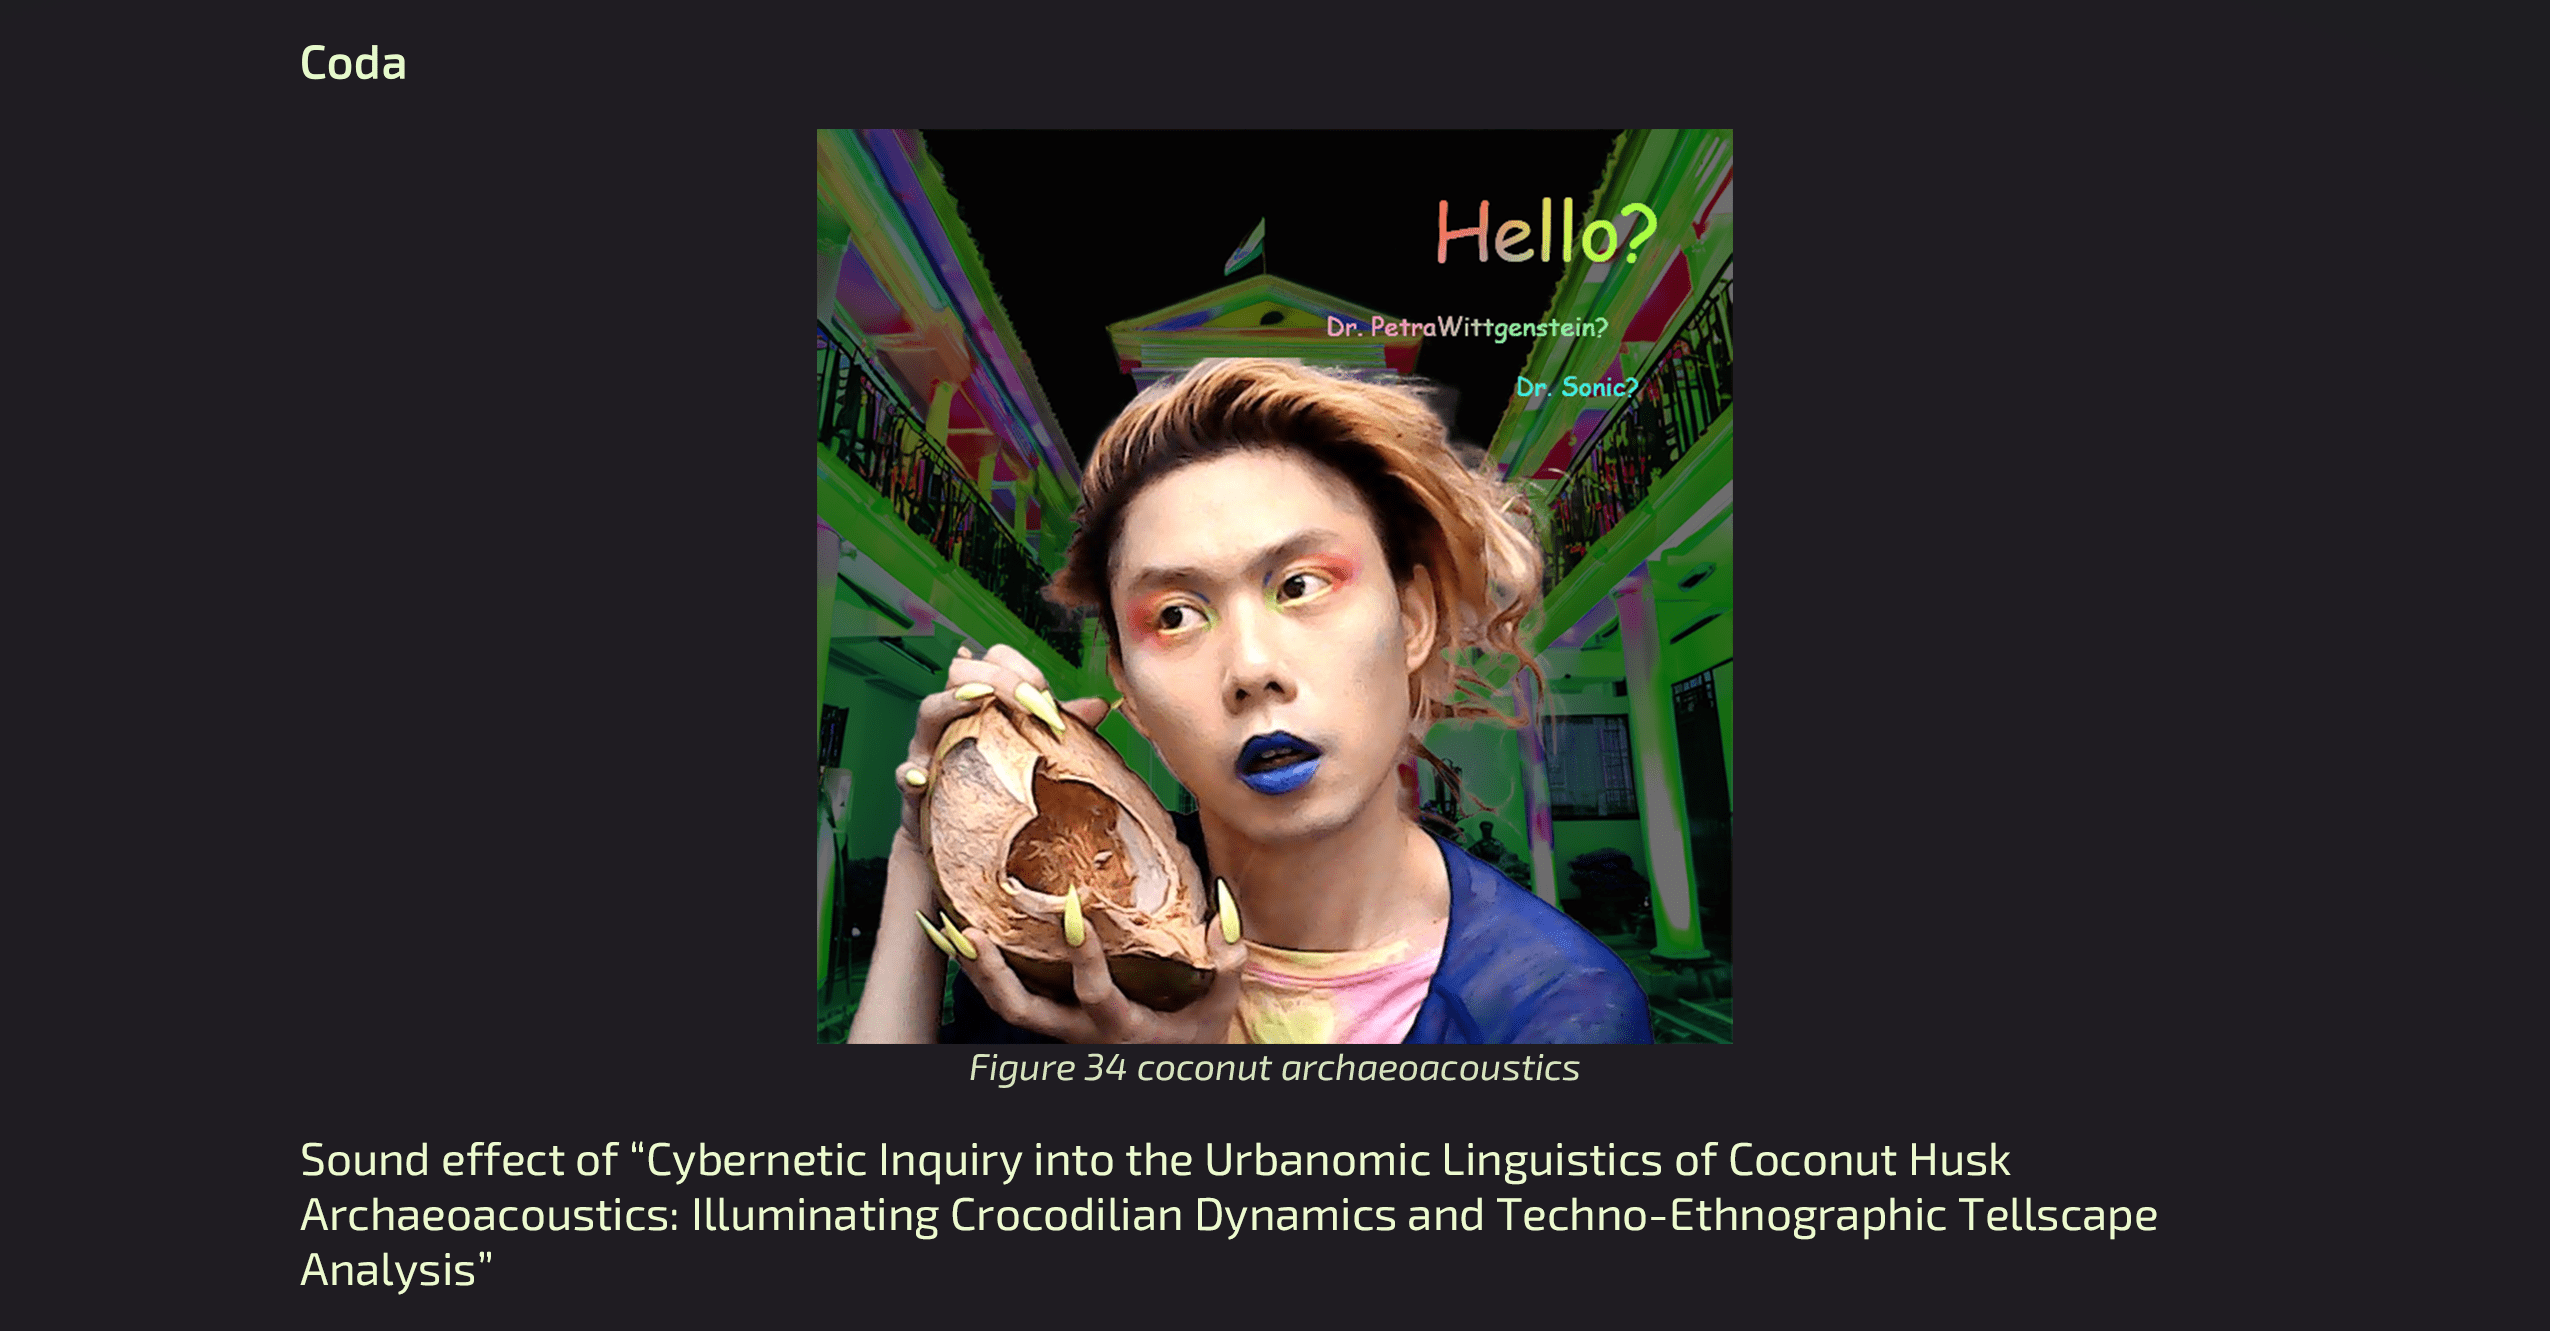 Coda
Hello?
Dr. PetraWittgenstein?
Dr. Sonic?
Figure 34 coconut archaeoacoustics
Sound effect of “Cybernetic Inquiry into the Urbanomic Linguistics of Coconut Husk
Archaeoacoustics: Illuminating Crocodilian Dynamics and Techno-Ethnographic Tellscape
Analysis”